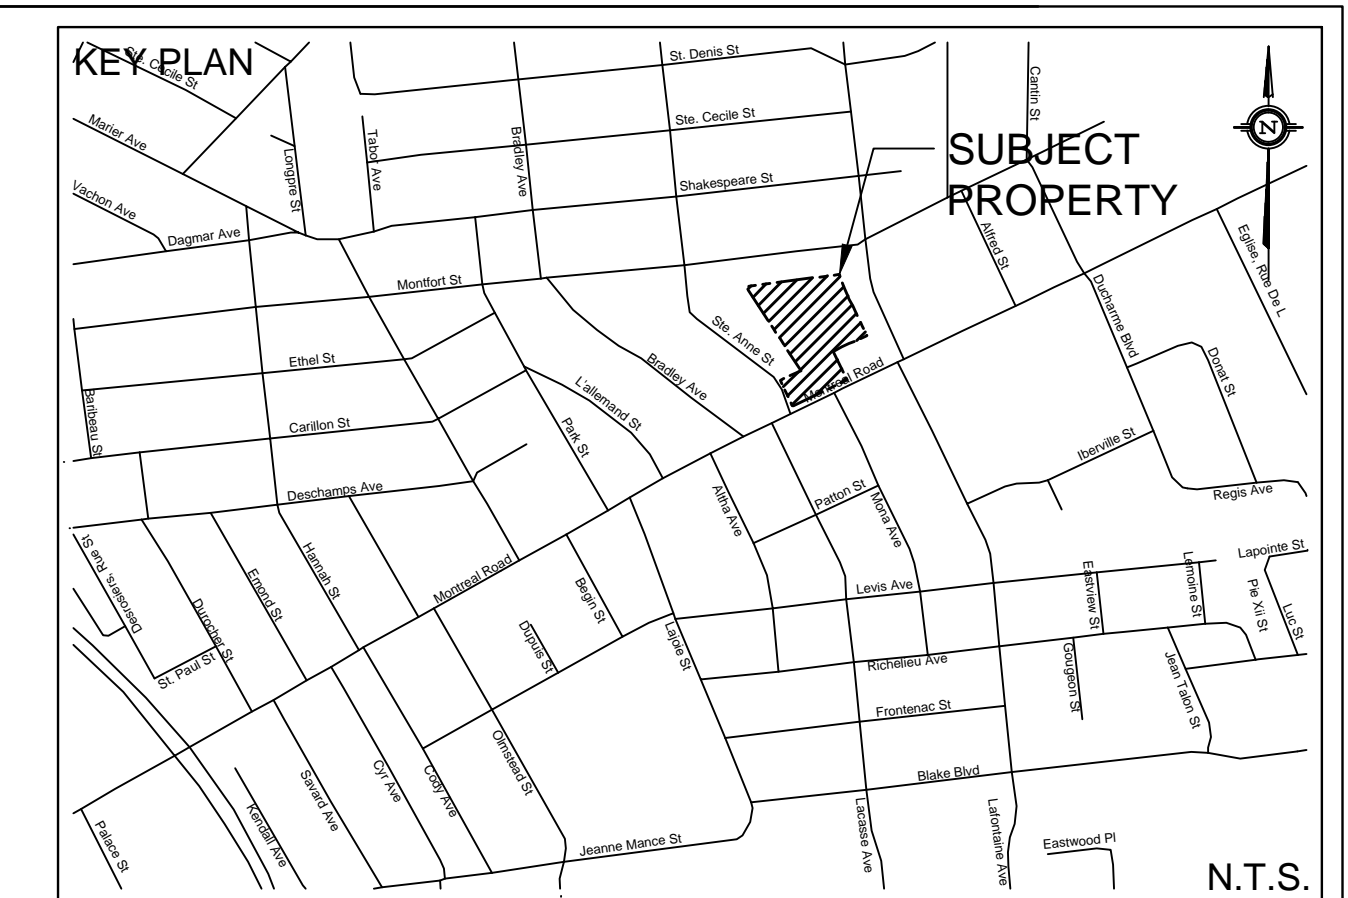 KEY PLAN
Ste. Cecile St
St. Denis St
Cantin St
Marier Ave
Longpre St
Tabor Ave
Bradley Ave
Ste. Cecile St
N
SUBJECT
PROPERTY
Vachon Ave
Shakespeare St
Dagmar Ave
Alfred St
Eglise, Rue De L
Montfort St
Ducharme Blvd
Ste. Anne St
Ethel St
Bradley Ave
Montreal Road
Donat St
L'allemand St
Baribeau St
Carillon St
Park St
Iberville St
Deschamps Ave
Altha Ave
Patton St
Mona Ave
Regis Ave
Desrosiers, Rue St
Hannah St
Emond St
Montreal Road
Begin St
Levis Ave
Eastview St
Lemoine St
Lapointe St
Pie Xii St
Luc St
Durocher St
St. Paul St
Dupuis St
Lajoie St
Richelieu Ave
Gougeon St
Jean Talon St
Frontenac St
Olmstead St
Blake Blvd
Savard Ave
Cyr Ave
Cody Ave
Kendall Ave
Palace St
Jeanne Mance St
Lacasse Ave
Lafontaine Ave
Eastwood Pl
N.T.S.